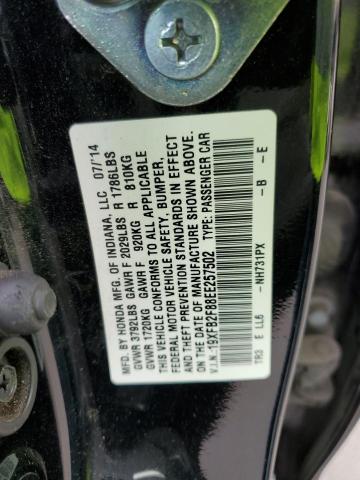 MFD. BY HONDA MFG. OF INDIANA, LLC 07/14
GVWR 3792LBS GAWR F 2029LBS R 1786LBS
GVWR 1720KG GAWR F 920KG R 810KG
THIS VEHICLE CONFORMS TO ALL APPLICABLE
FEDERAL MOTOR VEHICLE SAFETY, BUMPER,
AND THEFT PREVENTION STANDARDS IN EFFECT
ON THE DATE OF MANUFACTURE SHOWN ABOVE.
V.I.N.: 19XFB2F88EE257502 TYPE: PASSENGER CAR
TR3 E LL6 -NH731PX -B -E